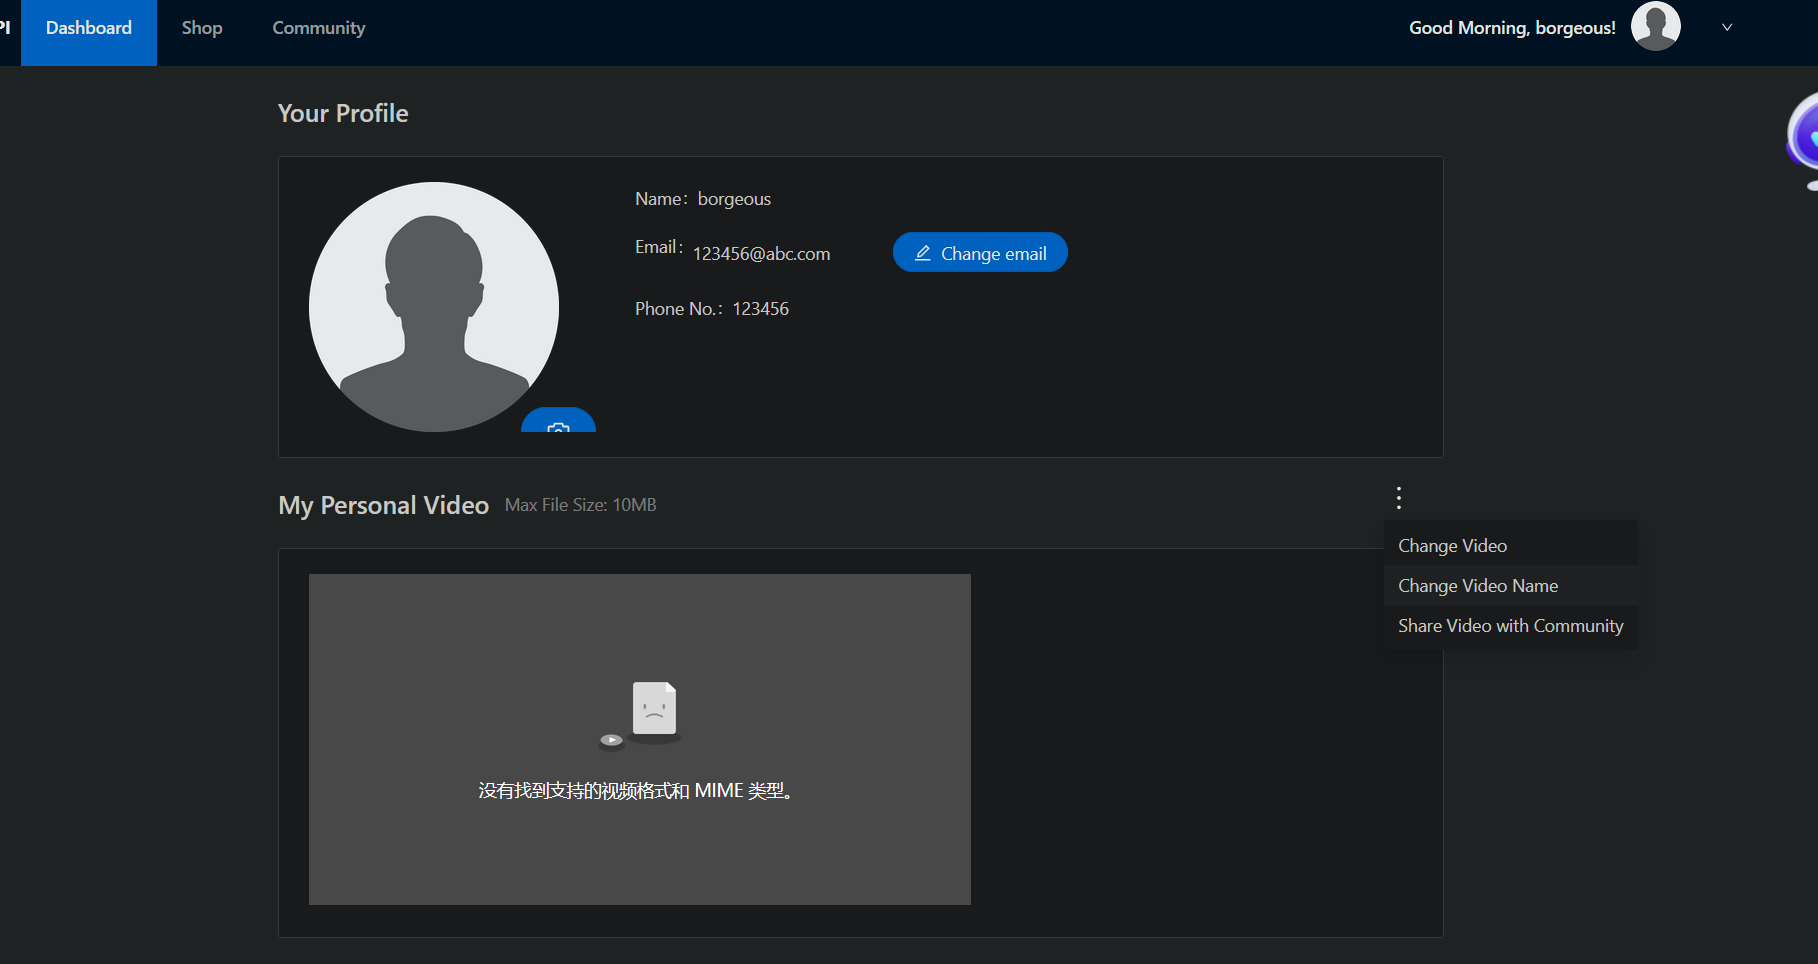 PI Dashboard Shop Community Good Morning, borgeous!
Your Profile
Name：borgeous
Email：123456@abc.com Change email
Phone No.：123456
My Personal Video Max File Size: 10MB
Change Video
Change Video Name
Share Video with Community
没有找到支持的视频格式和 MIME 类型。